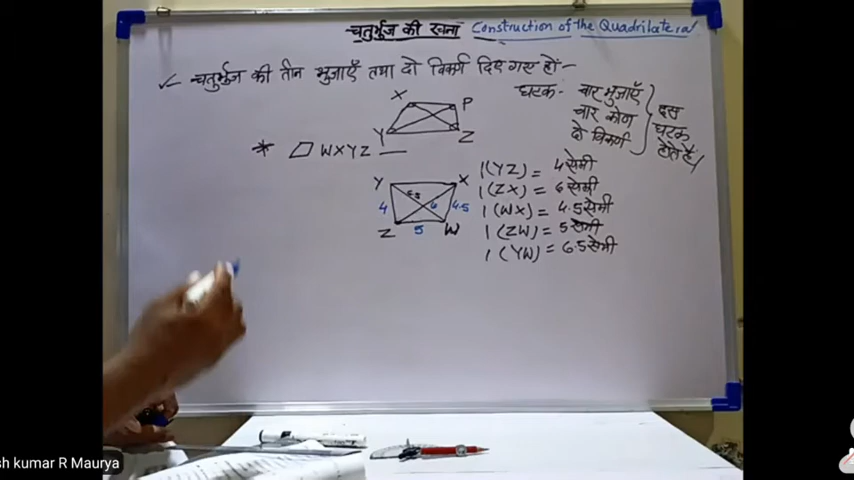 चतुर्भुज की रचना Construction of the Quadrilateral
✓ चतुर्भुज की तीन भुजाएँ तथा दो विकर्ण दिए गए हों -
घटक - चार भुजाएँ
चार कोण
दो विकर्ण
दस
घटक
होते हैं
X P
Y Z
* ▱ WXYZ —
Y X
6.5
4 6 4.5
Z 5 W
l(YZ) = 4 सेमी
l(ZX) = 6 सेमी
l(WX) = 4.5 सेमी
l(ZW) = 5 सेमी
l(YW) = 6.5 सेमी
sh kumar R Maurya